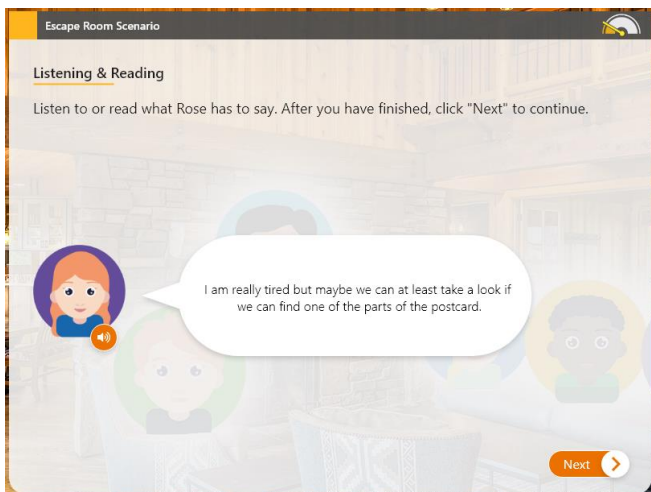 Escape Room Scenario
Listening & Reading
Listen to or read what Rose has to say. After you have finished, click "Next" to continue.
I am really tired but maybe we can at least take a look if
we can find one of the parts of the postcard.
Next